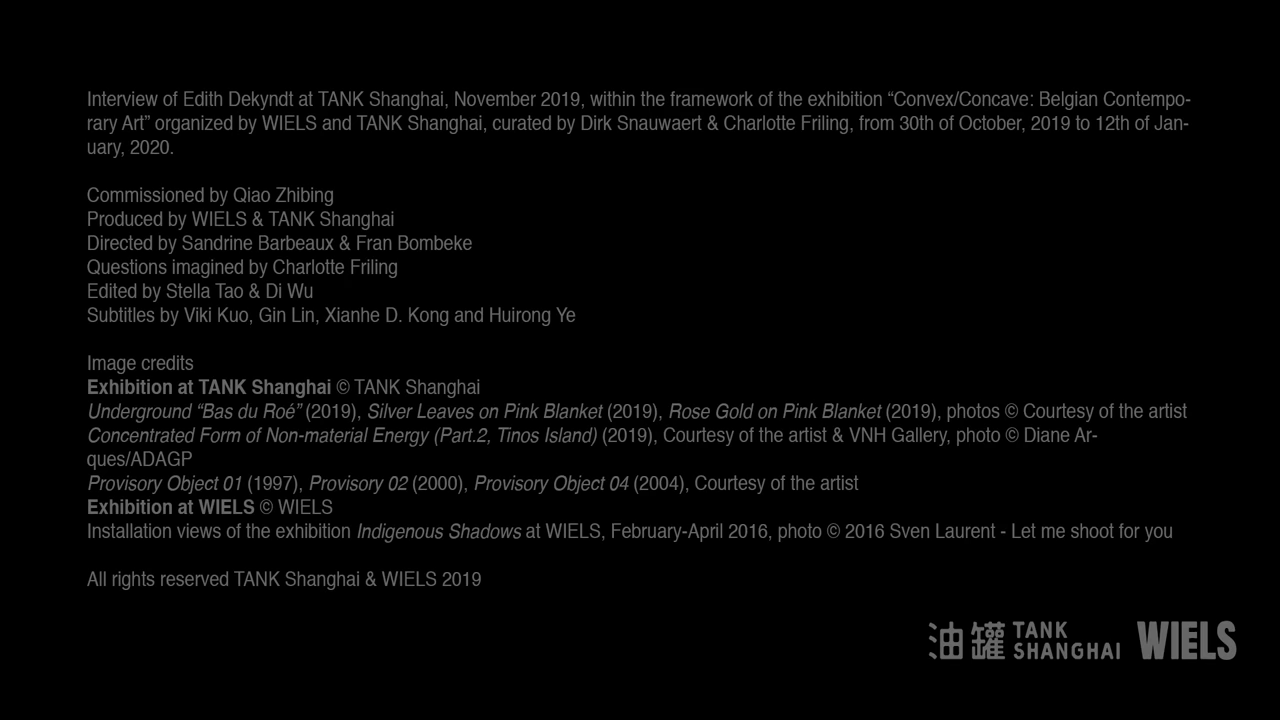 Interview of Edith Dekyndt at TANK Shanghai, November 2019, within the framework of the exhibition “Convex/Concave: Belgian Contempo-
rary Art” organized by WIELS and TANK Shanghai, curated by Dirk Snauwaert & Charlotte Friling, from 30th of October, 2019 to 12th of Jan-
uary, 2020.
Commissioned by Qiao Zhibing
Produced by WIELS & TANK Shanghai
Directed by Sandrine Barbeaux & Fran Bombeke
Questions imagined by Charlotte Friling
Edited by Stella Tao & Di Wu
Subtitles by Viki Kuo, Gin Lin, Xianhe D. Kong and Huirong Ye
Image credits
Exhibition at TANK Shanghai © TANK Shanghai
Underground “Bas du Roé” (2019), Silver Leaves on Pink Blanket (2019), Rose Gold on Pink Blanket (2019), photos © Courtesy of the artist
Concentrated Form of Non-material Energy (Part.2, Tinos Island) (2019), Courtesy of the artist & VNH Gallery, photo © Diane Ar-
ques/ADAGP
Provisory Object 01 (1997), Provisory 02 (2000), Provisory Object 04 (2004), Courtesy of the artist
Exhibition at WIELS © WIELS
Installation views of the exhibition Indigenous Shadows at WIELS, February-April 2016, photo © 2016 Sven Laurent - Let me shoot for you
All rights reserved TANK Shanghai & WIELS 2019
油罐 TANK SHANGHAI WIELS